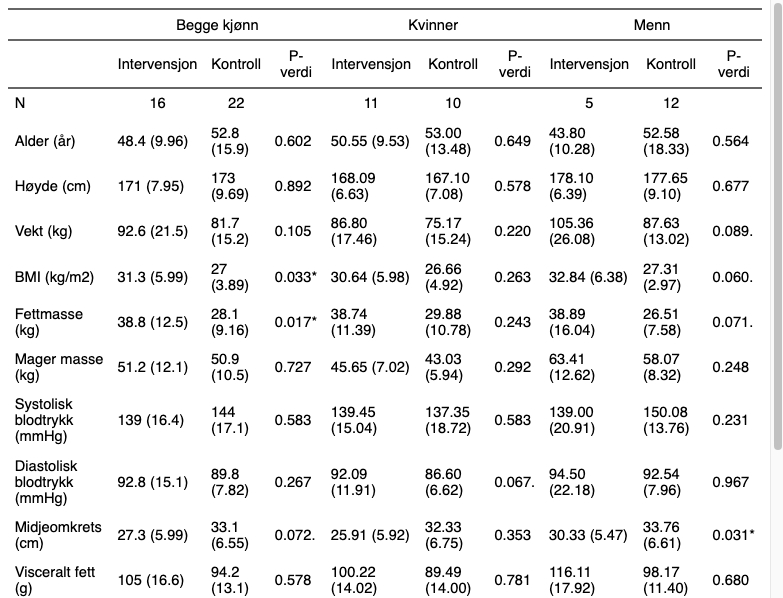 Begge kjønn Kvinner Menn
Intervensjon Kontroll P-verdi Intervensjon Kontroll P-verdi Intervensjon Kontroll P-verdi
N 16 22 11 10 5 12
Alder (år) 48.4 (9.96) 52.8 (15.9) 0.602 50.55 (9.53) 53.00 (13.48) 0.649 43.80 (10.28) 52.58 (18.33) 0.564
Høyde (cm) 171 (7.95) 173 (9.69) 0.892 168.09 (6.63) 167.10 (7.08) 0.578 178.10 (6.39) 177.65 (9.10) 0.677
Vekt (kg) 92.6 (21.5) 81.7 (15.2) 0.105 86.80 (17.46) 75.17 (15.24) 0.220 105.36 (26.08) 87.63 (13.02) 0.089.
BMI (kg/m2) 31.3 (5.99) 27 (3.89) 0.033* 30.64 (5.98) 26.66 (4.92) 0.263 32.84 (6.38) 27.31 (2.97) 0.060.
Fettmasse (kg) 38.8 (12.5) 28.1 (9.16) 0.017* 38.74 (11.39) 29.88 (10.78) 0.243 38.89 (16.04) 26.51 (7.58) 0.071.
Mager masse (kg) 51.2 (12.1) 50.9 (10.5) 0.727 45.65 (7.02) 43.03 (5.94) 0.292 63.41 (12.62) 58.07 (8.32) 0.248
Systolisk blodtrykk (mmHg) 139 (16.4) 144 (17.1) 0.583 139.45 (15.04) 137.35 (18.72) 0.583 139.00 (20.91) 150.08 (13.76) 0.231
Diastolisk blodtrykk (mmHg) 92.8 (15.1) 89.8 (7.82) 0.267 92.09 (11.91) 86.60 (6.62) 0.067. 94.50 (22.18) 92.54 (7.96) 0.967
Midjeomkrets (cm) 27.3 (5.99) 33.1 (6.55) 0.072. 25.91 (5.92) 32.33 (6.75) 0.353 30.33 (5.47) 33.76 (6.61) 0.031*
Visceralt fett (g) 105 (16.6) 94.2 (13.1) 0.578 100.22 (14.02) 89.49 (14.00) 0.781 116.11 (17.92) 98.17 (11.40) 0.680